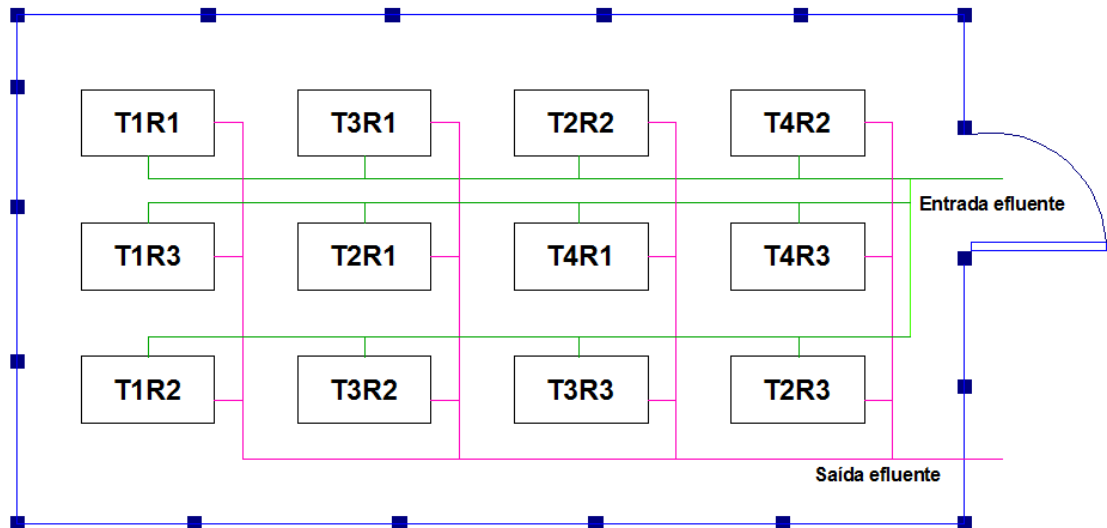 T1R1 T3R1 T2R2 T4R2
Entrada efluente
T1R3 T2R1 T4R1 T4R3
T1R2 T3R2 T3R3 T2R3
Saída efluente